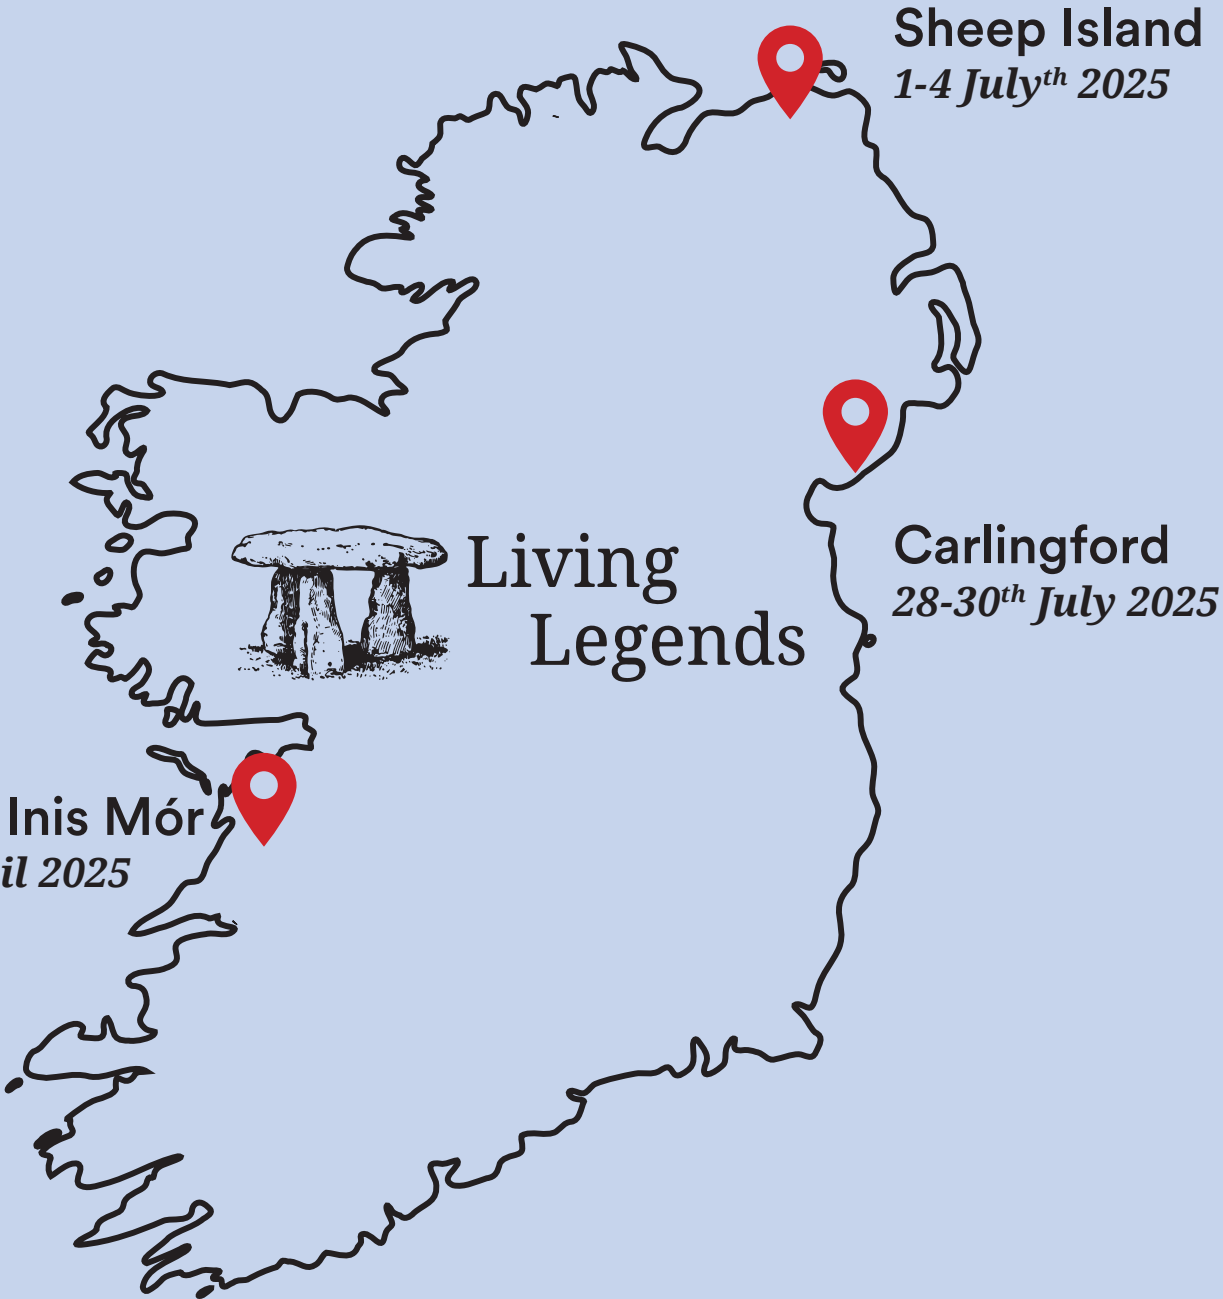 Sheep Island
1-4 Julyᵗʰ 2025
Living
Legends
Carlingford
28-30ᵗʰ July 2025
Inis Mór
il 2025